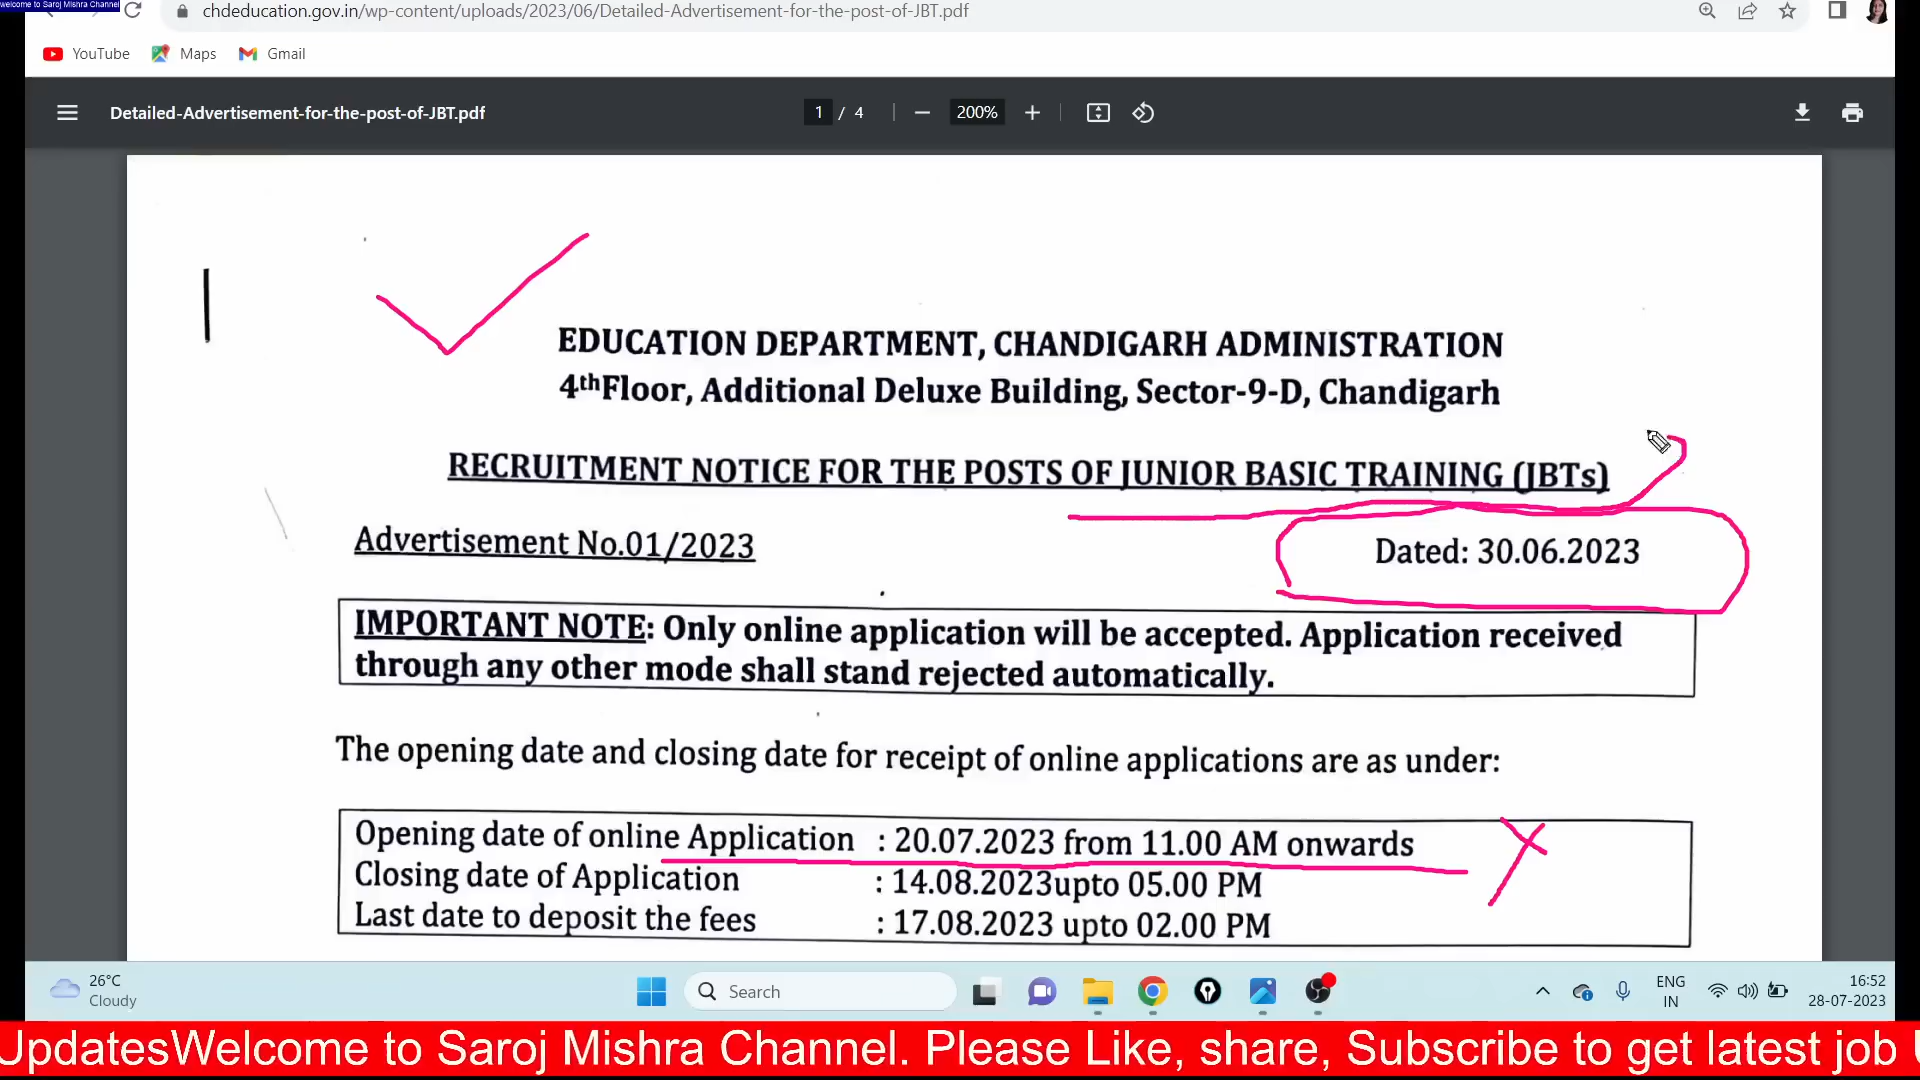 welcome to Saroj Mishra Channel
chdeducation.gov.in/wp-content/uploads/2023/06/Detailed-Advertisement-for-the-post-of-JBT.pdf
YouTube Maps Gmail
Detailed-Advertisement-for-the-post-of-JBT.pdf 1 / 4 200%
EDUCATION DEPARTMENT, CHANDIGARH ADMINISTRATION
4thFloor, Additional Deluxe Building, Sector-9-D, Chandigarh
RECRUITMENT NOTICE FOR THE POSTS OF JUNIOR BASIC TRAINING (JBTs)
Advertisement No.01/2023 Dated: 30.06.2023
IMPORTANT NOTE: Only online application will be accepted. Application received
through any other mode shall stand rejected automatically.
The opening date and closing date for receipt of online applications are as under:
Opening date of online Application : 20.07.2023 from 11.00 AM onwards
Closing date of Application : 14.08.2023upto 05.00 PM
Last date to deposit the fees : 17.08.2023 upto 02.00 PM
26°C
Cloudy
Search
ENG
IN
16:52
28-07-2023
UpdatesWelcome to Saroj Mishra Channel. Please Like, share, Subscribe to get latest job